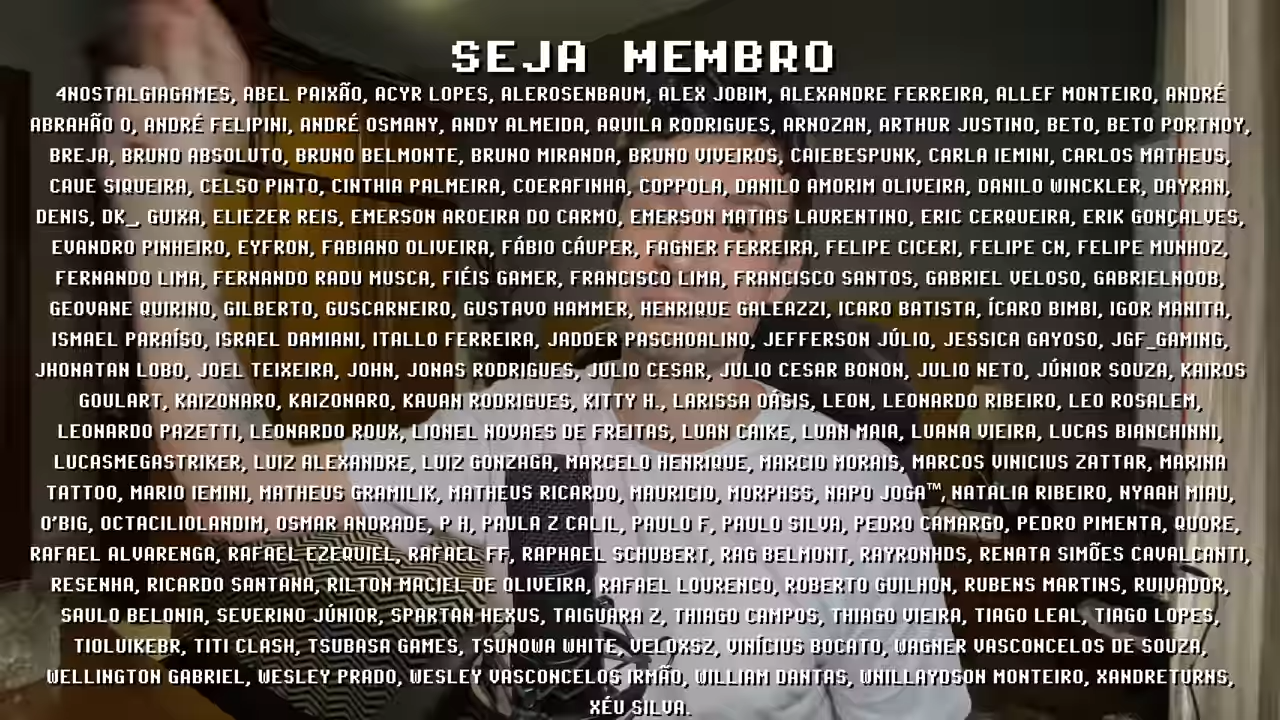 SEJA MEMBRO
4NOSTALGIAGAMES, ABEL PAIXÃO, ACYR LOPES, ALEROSENBAUM, ALEX JOBIM, ALEXANDRE FERREIRA, ALLEF MONTEIRO, ANDRÉ
ABRAHÃO O, ANDRÉ FELIPINI, ANDRÉ OSMANY, ANDY ALMEIDA, AQUILA RODRIGUES, ARNOZAN, ARTHUR JUSTINO, BETO, BETO PORTNOY,
BREJA, BRUNO ABSOLUTO, BRUNO BELMONTE, BRUNO MIRANDA, BRUNO VIVEIROS, CAIEBESPUNK, CARLA IEMINI, CARLOS MATHEUS,
CAUE SIQUEIRA, CELSO PINTO, CINTHIA PALMEIRA, COERAFINHA, COPPOLA, DANILO AMORIM OLIVEIRA, DANILO WINCKLER, DAYRAN,
DENIS, DK_, GUIXA, ELIEZER REIS, EMERSON AROEIRA DO CARMO, EMERSON MATIAS LAURENTINO, ERIC CERQUEIRA, ERIK GONÇALVES,
EVANDRO PINHEIRO, EYFRON, FABIANO OLIVEIRA, FÁBIO CÁUPER, FAGNER FERREIRA, FELIPE CICERI, FELIPE CN, FELIPE MUNHOZ,
FERNANDO LIMA, FERNANDO RADU MUSCA, FIÉIS GAMER, FRANCISCO LIMA, FRANCISCO SANTOS, GABRIEL VELOSO, GABRIELNOOB,
GEOVANE QUIRINO, GILBERTO, GUSCARNEIRO, GUSTAVO HAMMER, HENRIQUE GALEAZZI, ICARO BATISTA, ÍCARO BIMBI, IGOR MANITA,
ISMAEL PARAÍSO, ISRAEL DAMIANI, ITALLO FERREIRA, JADDER PASCHOALINO, JEFFERSON JÚLIO, JESSICA GAYOSO, JGF_GAMING,
JHONATAN LOBO, JOEL TEIXEIRA, JOHN, JONAS RODRIGUES, JULIO CESAR, JULIO CESAR BONON, JULIO NETO, JÚNIOR SOUZA, KAIROS
GOULART, KAIZONARO, KAIZONARO, KAUAN RODRIGUES, KITTY H., LARISSA OÁSIS, LEON, LEONARDO RIBEIRO, LEO ROSALEM,
LEONARDO PAZETTI, LEONARDO ROUX, LIONEL NOVAES DE FREITAS, LUAN CAIKE, LUAN MAIA, LUANA VIEIRA, LUCAS BIANCHINNI,
LUCASMEGASTRIKER, LUIZ ALEXANDRE, LUIZ GONZAGA, MARCELO HENRIQUE, MARCIO MORAIS, MARCOS VINICIUS ZATTAR, MARINA
TATTOO, MARIO IEMINI, MATHEUS GRAMILIK, MATHEUS RICARDO, MAURICIO, MORPHSS, NAPO JOGA™, NATÁLIA RIBEIRO, NYAAH MIAU,
O'BIG, OCTACILIOLANDIM, OSMAR ANDRADE, P H, PAULA Z CALIL, PAULO F, PAULO SILVA, PEDRO CAMARGO, PEDRO PIMENTA, QUORE,
RAFAEL ALVARENGA, RAFAEL EZEQUIEL, RAFAEL FF, RAPHAEL SCHUBERT, RAG BELMONT, RAYRONHDS, RENATA SIMÕES CAVALCANTI,
RESENHA, RICARDO SANTANA, RILTON MACIEL DE OLIVEIRA, RAFAEL LOURENCO, ROBERTO GUILHON, RUBENS MARTINS, RUIVADOR,
SAULO BELONIA, SEVERINO JÚNIOR, SPARTAN HEXUS, TAIGUARA Z, THIAGO CAMPOS, THIAGO VIEIRA, TIAGO LEAL, TIAGO LOPES,
TIOLUIKEBR, TITI CLASH, TSUBASA GAMES, TSUNOWA WHITE, VELOXSZ, VINÍCIUS BOCATO, WAGNER VASCONCELOS DE SOUZA,
WELLINGTON GABRIEL, WESLEY PRADO, WESLEY VASCONCELOS IRMÃO, WILLIAM DANTAS, WNILLAYDSON MONTEIRO, XANDRETURNS,
XÉU SILVA.